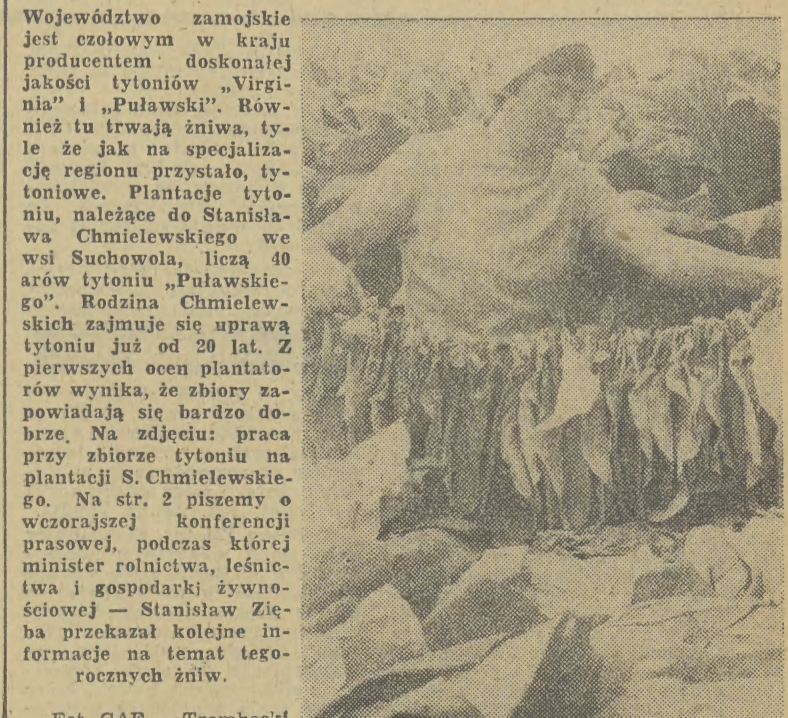 Województwo zamojskie
jest czołowym w kraju
producentem doskonałej
jakości tytoniów „Virgi-
nia” i „Puławski”. Rów-
nież tu trwają żniwa, ty-
le że jak na specjaliza-
cję regionu przystało, ty-
toniowe. Plantacje tyto-
niu, należące do Stanisła-
wa Chmielewskiego we
wsi Suchowola, liczą 40
arów tytoniu „Puławskie-
go”. Rodzina Chmielew-
skich zajmuje się uprawą
tytoniu już od 20 lat. Z
pierwszych ocen plantato-
rów wynika, że zbiory za-
powiadają się bardzo do-
brze. Na zdjęciu: praca
przy zbiorze tytoniu na
plantacji S. Chmielewskie-
go. Na str. 2 piszemy o
wczorajszej konferencji
prasowej, podczas której
minister rolnictwa, leśnic-
twa i gospodarki żywno-
ściowej — Stanisław Zię-
ba przekazał kolejne in-
formacje na temat tego-
rocznych żniw.
Fot. CAF